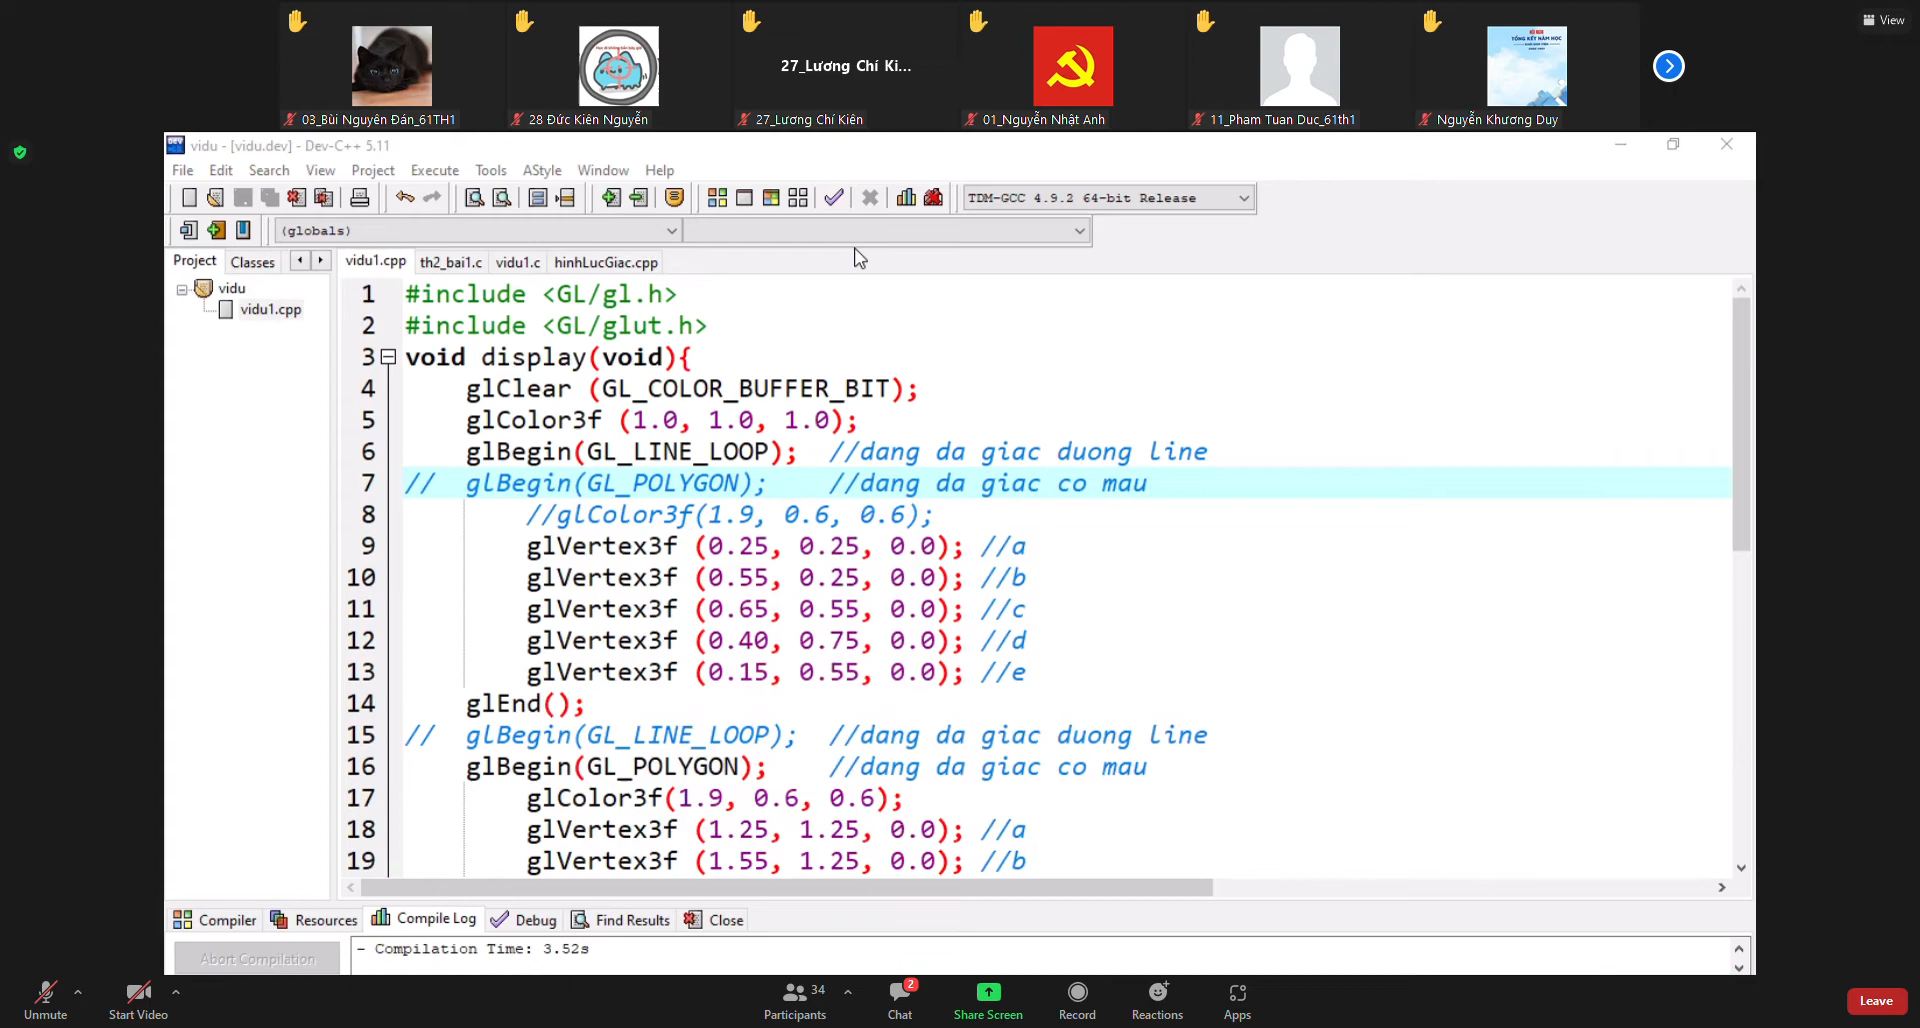 View
27_Lương Chí Ki...
TỔNG KẾT NĂM HỌC
03_Bùi Nguyên Đán_61TH1
28 Đức Kiên Nguyễn
27_Lương Chí Kiên
01_Nguyễn Nhật Anh
11_Pham Tuan Duc_61th1
Nguyễn Khương Duy
vidu - [vidu.dev] - Dev-C++ 5.11
File Edit Search View Project Execute Tools AStyle Window Help
TDM-GCC 4.9.2 64-bit Release
(globals)
Project Classes
vidu1.cpp th2_bai1.c vidu1.c hinhLucGiac.cpp
vidu
vidu1.cpp
1 #include <GL/gl.h>
2 #include <GL/glut.h>
3 void display(void){
4 glClear (GL_COLOR_BUFFER_BIT);
5 glColor3f (1.0, 1.0, 1.0);
6 glBegin(GL_LINE_LOOP); //dang da giac duong line
7 // glBegin(GL_POLYGON); //dang da giac co mau
8 //glColor3f(1.9, 0.6, 0.6);
9 glVertex3f (0.25, 0.25, 0.0); //a
10 glVertex3f (0.55, 0.25, 0.0); //b
11 glVertex3f (0.65, 0.55, 0.0); //c
12 glVertex3f (0.40, 0.75, 0.0); //d
13 glVertex3f (0.15, 0.55, 0.0); //e
14 glEnd();
15 // glBegin(GL_LINE_LOOP); //dang da giac duong line
16 glBegin(GL_POLYGON); //dang da giac co mau
17 glColor3f(1.9, 0.6, 0.6);
18 glVertex3f (1.25, 1.25, 0.0); //a
19 glVertex3f (1.55, 1.25, 0.0); //b
Compiler Resources Compile Log Debug Find Results Close
Abort Compilation
- Compilation Time: 3.52s
34
2
Unmute Start Video Participants Chat Share Screen Record Reactions Apps Leave